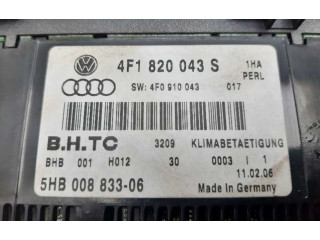 4F1 820 043 S 1HA
PERL
SW: 4F0 910 043 017
B.H.TC 3209 KLIMABETAETIGUNG
BHB 001 H012 30 0003 1 1
11.02.06
5HB 008 833-06 Made in Germany